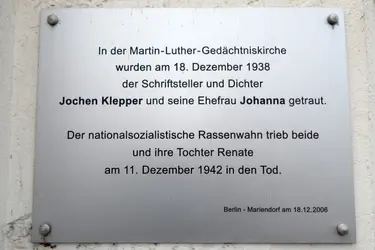 In der Martin-Luther-Gedächtniskirche
wurden am 18. Dezember 1938
der Schriftsteller und Dichter
Jochen Klepper und seine Ehefrau Johanna getraut.
Der nationalsozialistische Rassenwahn trieb beide
und ihre Tochter Renate
am 11. Dezember 1942 in den Tod.
Berlin - Mariendorf am 18.12.2006